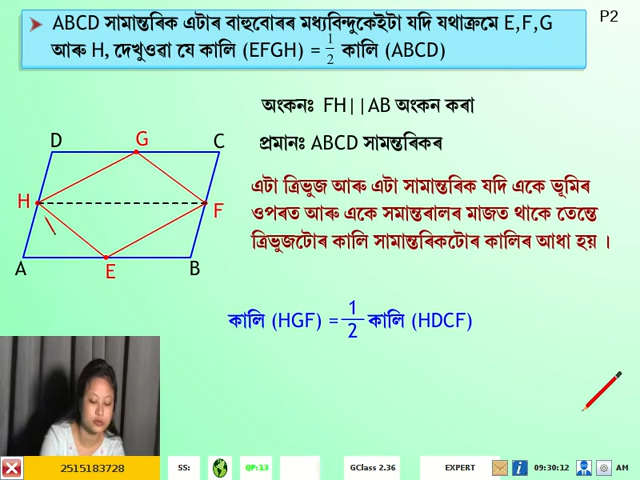 P2
ABCD সামান্তৰিক এটাৰ বাহুবোৰৰ মধ্যবিন্দুকেইটা যদি যথাক্ৰমে E,F,G
আৰু H, দেখুওৱা যে কালি (EFGH) = 1/2 কালি (ABCD)
অংকনঃ FH||AB অংকন কৰা
প্ৰমানঃ ABCD সামন্তৰিকৰ
এটা ত্ৰিভুজ আৰু এটা সামান্তৰিক যদি একে ভূমিৰ
ওপৰত আৰু একে সমান্তৰালৰ মাজত থাকে তেন্তে
ত্ৰিভুজটোৰ কালি সামান্তৰিকটোৰ কালিৰ আধা হয় ।
D G C
H F
A E B
কালি (HGF) = 1/2 কালি (HDCF)
2515183728 SS: QP:13 GClass 2.36 EXPERT 09:30:12 AM